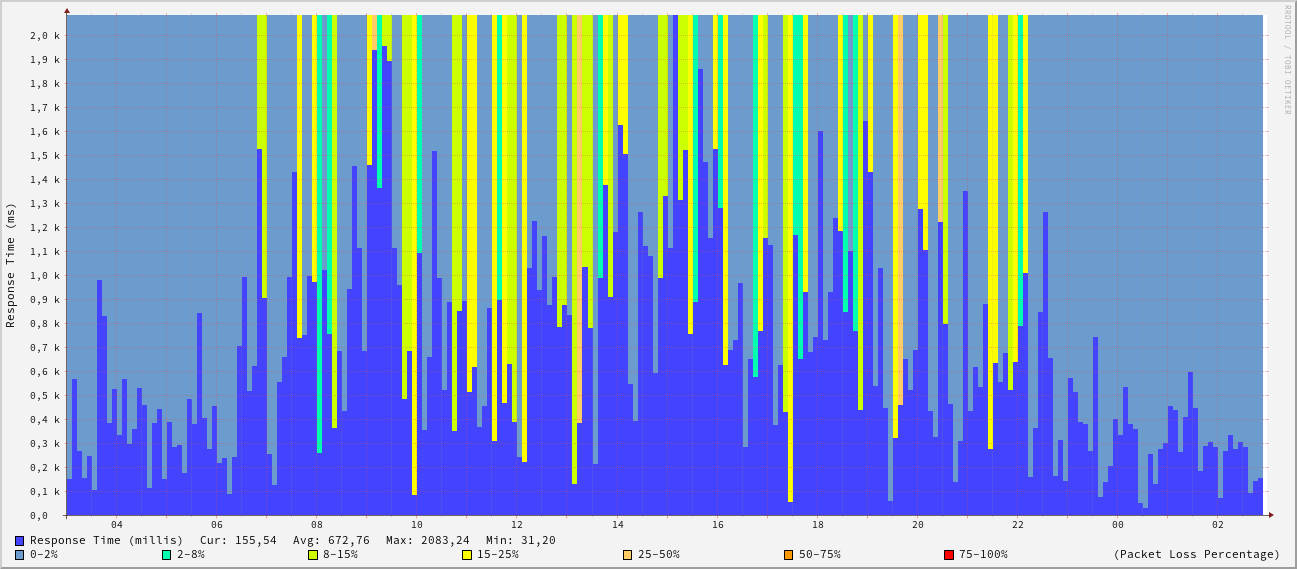 RRDTOOL / TOBI OETIKER
Response Time (ms)
2,0 k
1,9 k
1,8 k
1,7 k
1,6 k
1,5 k
1,4 k
1,3 k
1,2 k
1,1 k
1,0 k
0,9 k
0,8 k
0,7 k
0,6 k
0,5 k
0,4 k
0,3 k
0,2 k
0,1 k
0,0
04 06 08 10 12 14 16 18 20 22 00 02
Response Time (millis) Cur: 155,54 Avg: 672,76 Max: 2083,24 Min: 31,20
0-2% 2-8% 8-15% 15-25% 25-50% 50-75% 75-100% (Packet Loss Percentage)